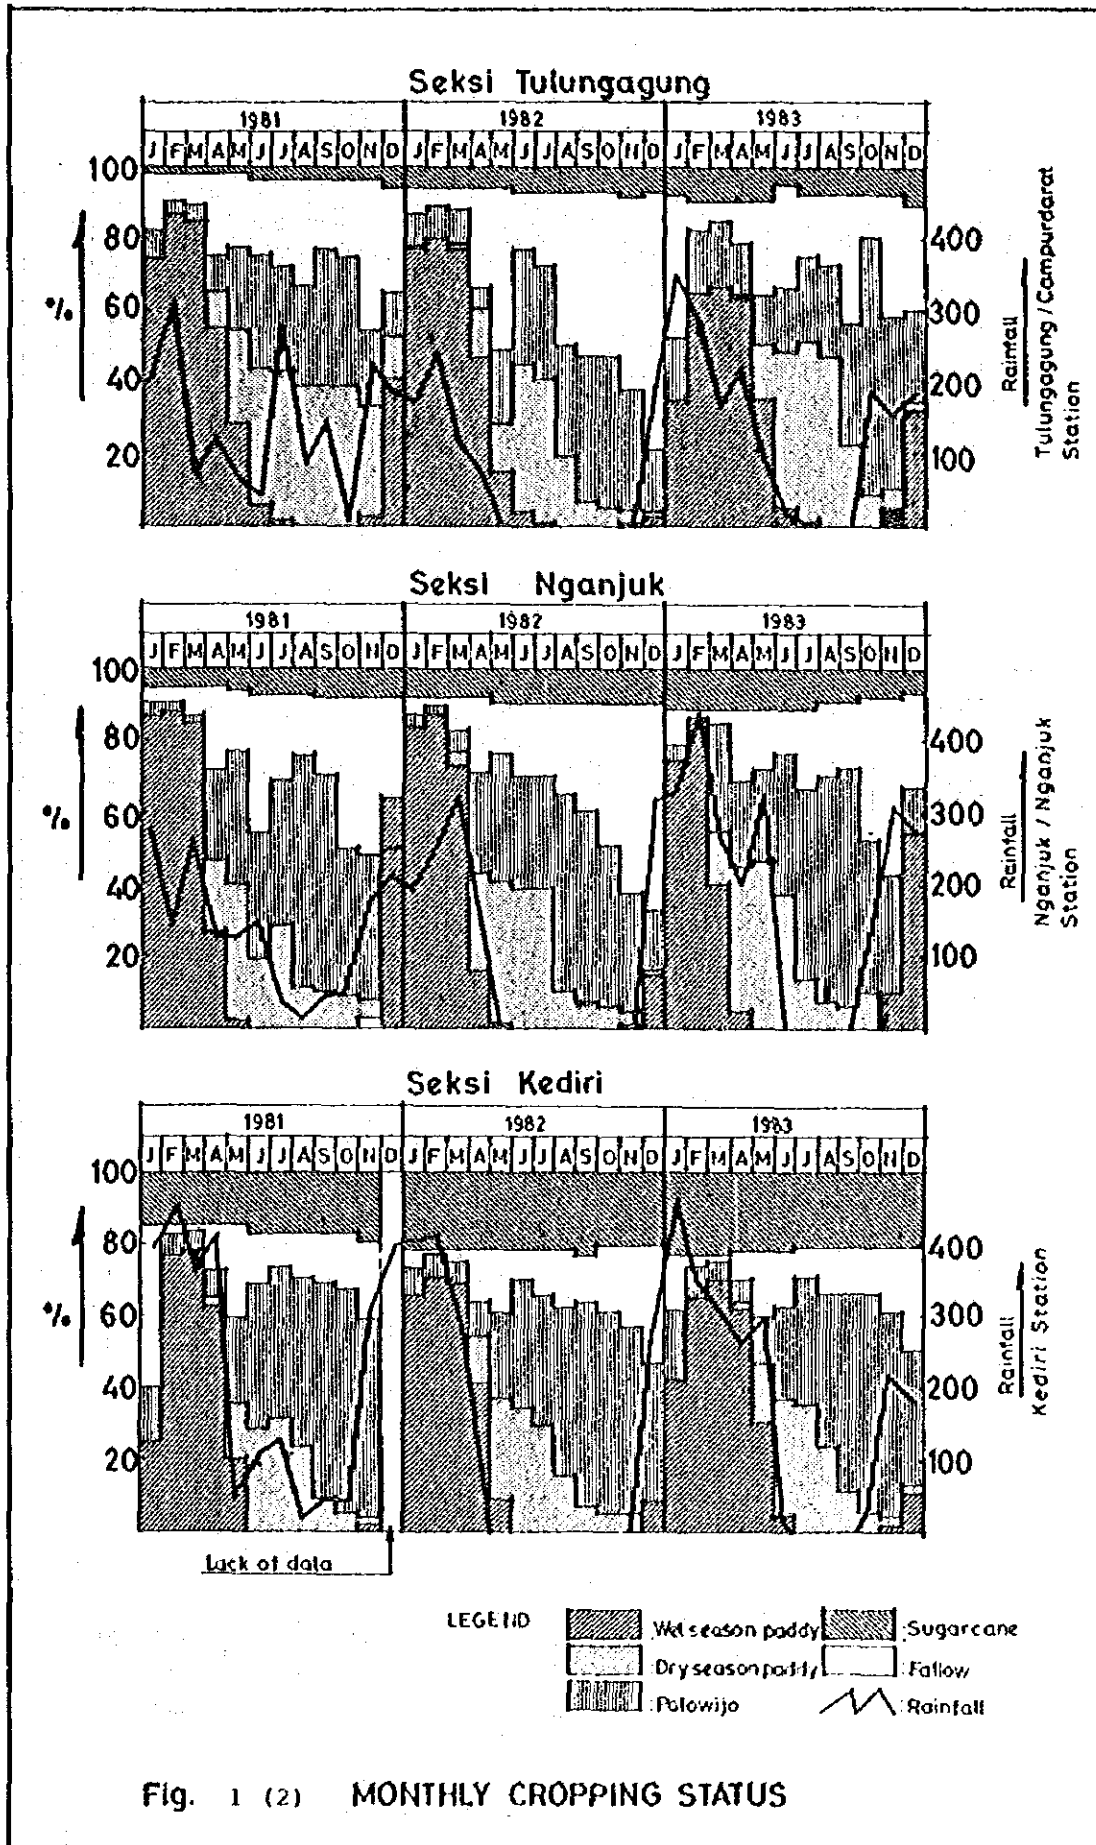 Seksi Tulungagung
1981 1982 1983
J F M A M J J A S O N D J F M A M J J A S O N D J F M A M J J A S O N D
100
80 400
60 300
40 200
20 100
%
Rainfall
Tulungagung / Campurdarat
Station
Seksi Nganjuk
1981 1982 1983
J F M A M J J A S O N D J F M A M J J A S O N D J F M A M J J A S O N D
100
80 400
60 300
40 200
20 100
%
Rainfall
Nganjuk / Nganjuk
Station
Seksi Kediri
1981 1982 1983
J F M A M J J A S O N D J F M A M J J A S O N D J F M A M J J A S O N D
100
80 400
60 300
40 200
20 100
%
Rainfall
Kediri Station
Lack of data
LEGEND
Wet season paddy Sugarcane
Dry season paddy Fallow
Polowijo Rainfall
Fig. 1 (2) MONTHLY CROPPING STATUS